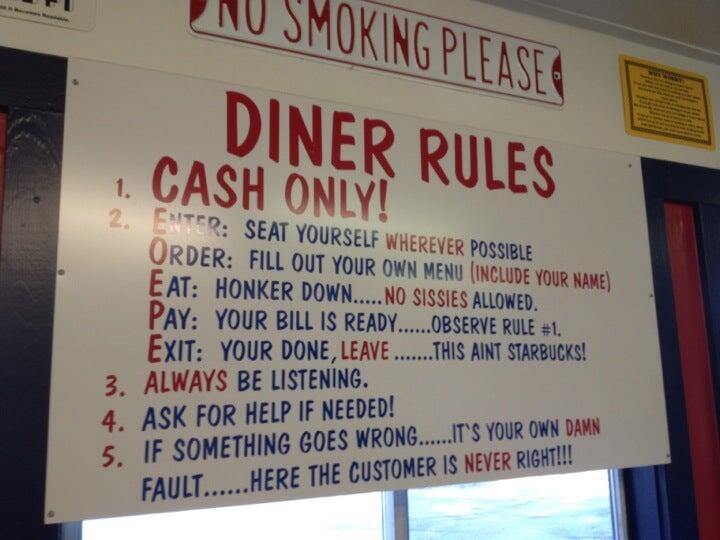 NO SMOKING PLEASE
WHY WORRY?
DINER RULES
1. CASH ONLY!
2. ENTER: SEAT YOURSELF WHEREVER POSSIBLE
ORDER: FILL OUT YOUR OWN MENU (INCLUDE YOUR NAME)
EAT: HONKER DOWN.....NO SISSIES ALLOWED.
PAY: YOUR BILL IS READY......OBSERVE RULE #1.
EXIT: YOUR DONE, LEAVE .......THIS AINT STARBUCKS!
3. ALWAYS BE LISTENING.
4. ASK FOR HELP IF NEEDED!
5. IF SOMETHING GOES WRONG......IT'S YOUR OWN DAMN
FAULT......HERE THE CUSTOMER IS NEVER RIGHT!!!